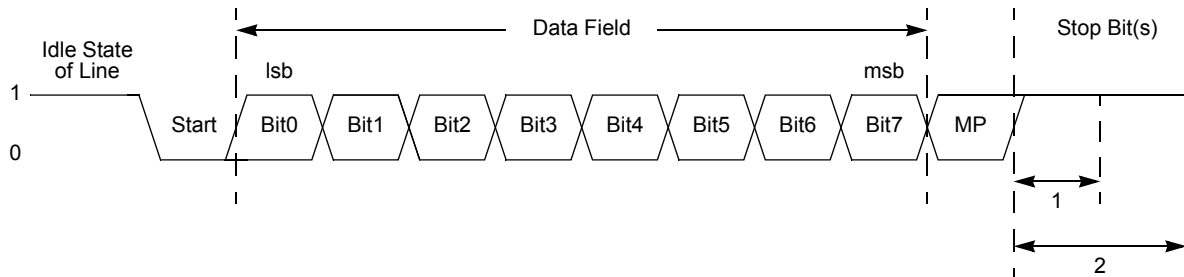 Data Field
Stop Bit(s)
Idle State
of Line
lsb
msb
1
Start
Bit0
Bit1
Bit2
Bit3
Bit4
Bit5
Bit6
Bit7
MP
0
1
2